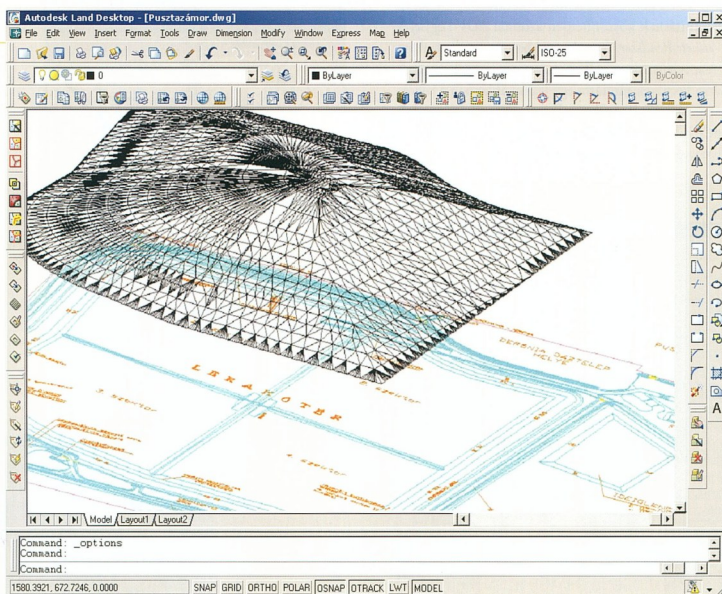 Autodesk Land Desktop - [Pusztazámor.dwg]
File Edit View Insert Format Tools Draw Dimension Modify Window Express Map Help
Standard ISO-25
0 ByLayer ByLayer ByLayer ByColor
LERAKÓTÉR
Model Layout1 Layout2
Command: _options
Command:
Command:
1580.3921, 672.7246, 0.0000 SNAP GRID ORTHO POLAR OSNAP OTRACK LWT MODEL
A